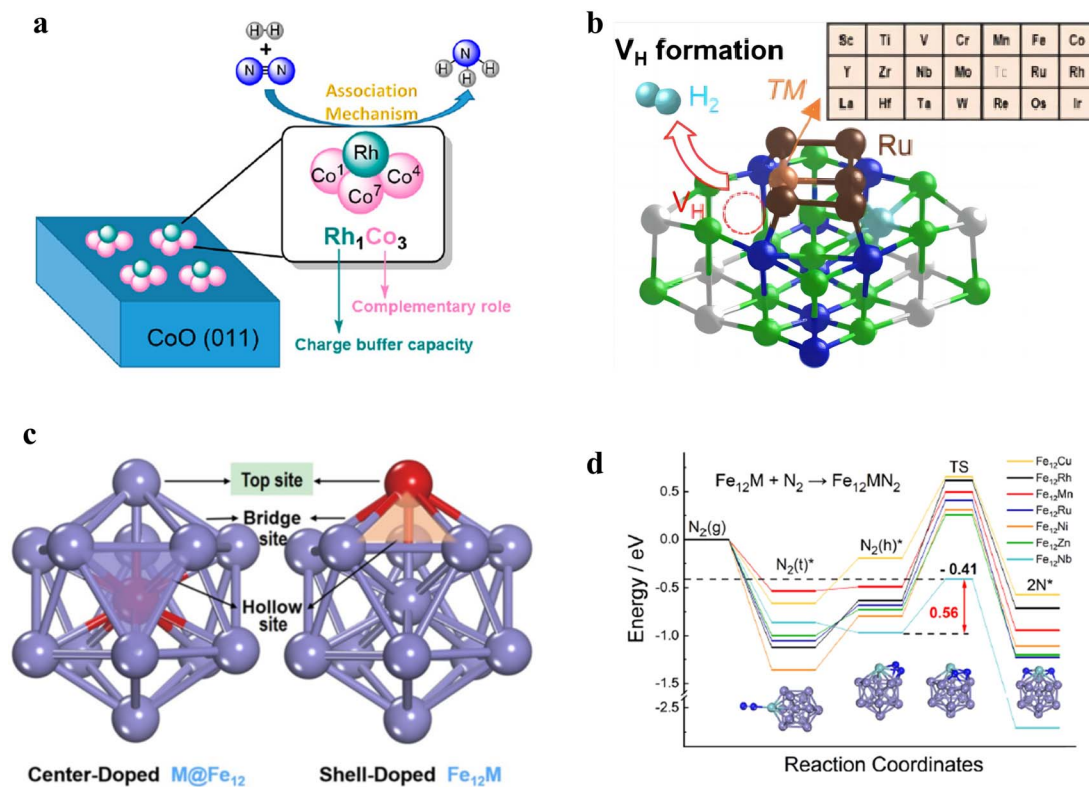 a
H H
+
N N
N
H H
H
Association
Mechanism
Rh
Co1 Co4
Co7
Rh1Co3
Complementary role
Charge buffer capacity
CoO (011)
b
VH formation
H2
TM
Ru
VH
Sc Ti V Cr Mn Fe Co
Y Zr Nb Mo Tc Ru Rh
La Hf Ta W Re Os Ir
c
Top site
Bridge
site
Hollow
site
Center-Doped M@Fe12
Shell-Doped Fe12M
d
Fe12M + N2 → Fe12MN2
TS
Fe12Cu
Fe12Rh
Fe12Mn
Fe12Ru
Fe12Ni
Fe12Zn
Fe12Nb
N2(g)
N2(t)*
N2(h)*
- 0.41
0.56
2N*
0.5
0.0
-0.5
-1.0
-2.5
Energy / eV
Reaction Coordinates